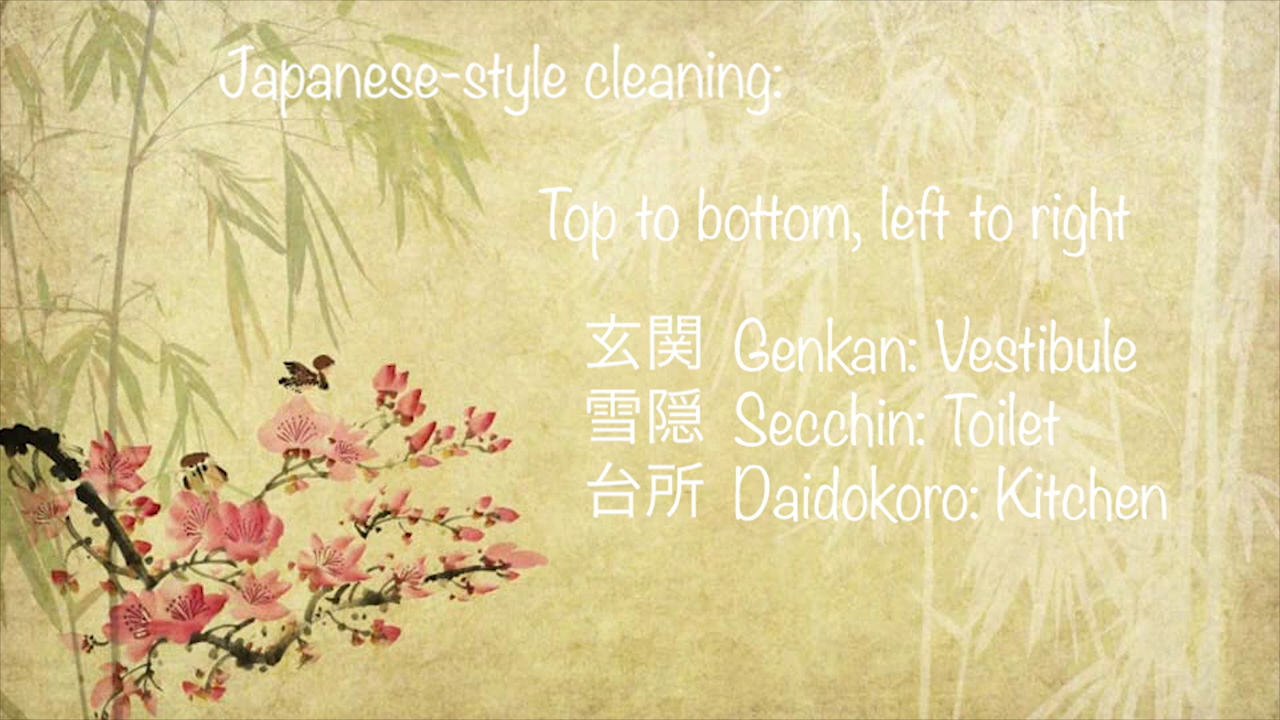 Japanese-style cleaning:
Top to bottom, left to right
玄関 Genkan: Vestibule
雪隠 Secchin: Toilet
台所 Daidokoro: Kitchen